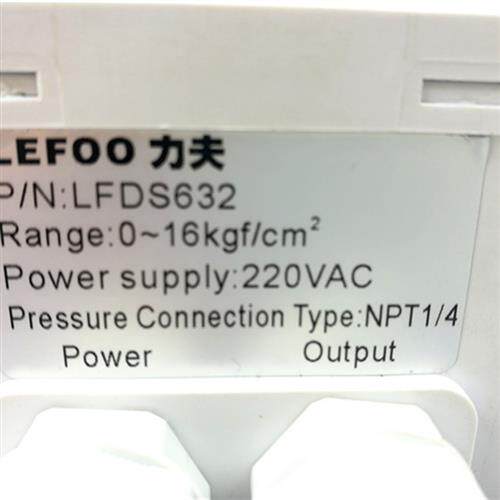 LEFOO 力夫
P/N:LFDS632
Range:0~16kgf/cm²
Power supply:220VAC
Pressure Connection Type:NPT1/4
Power Output